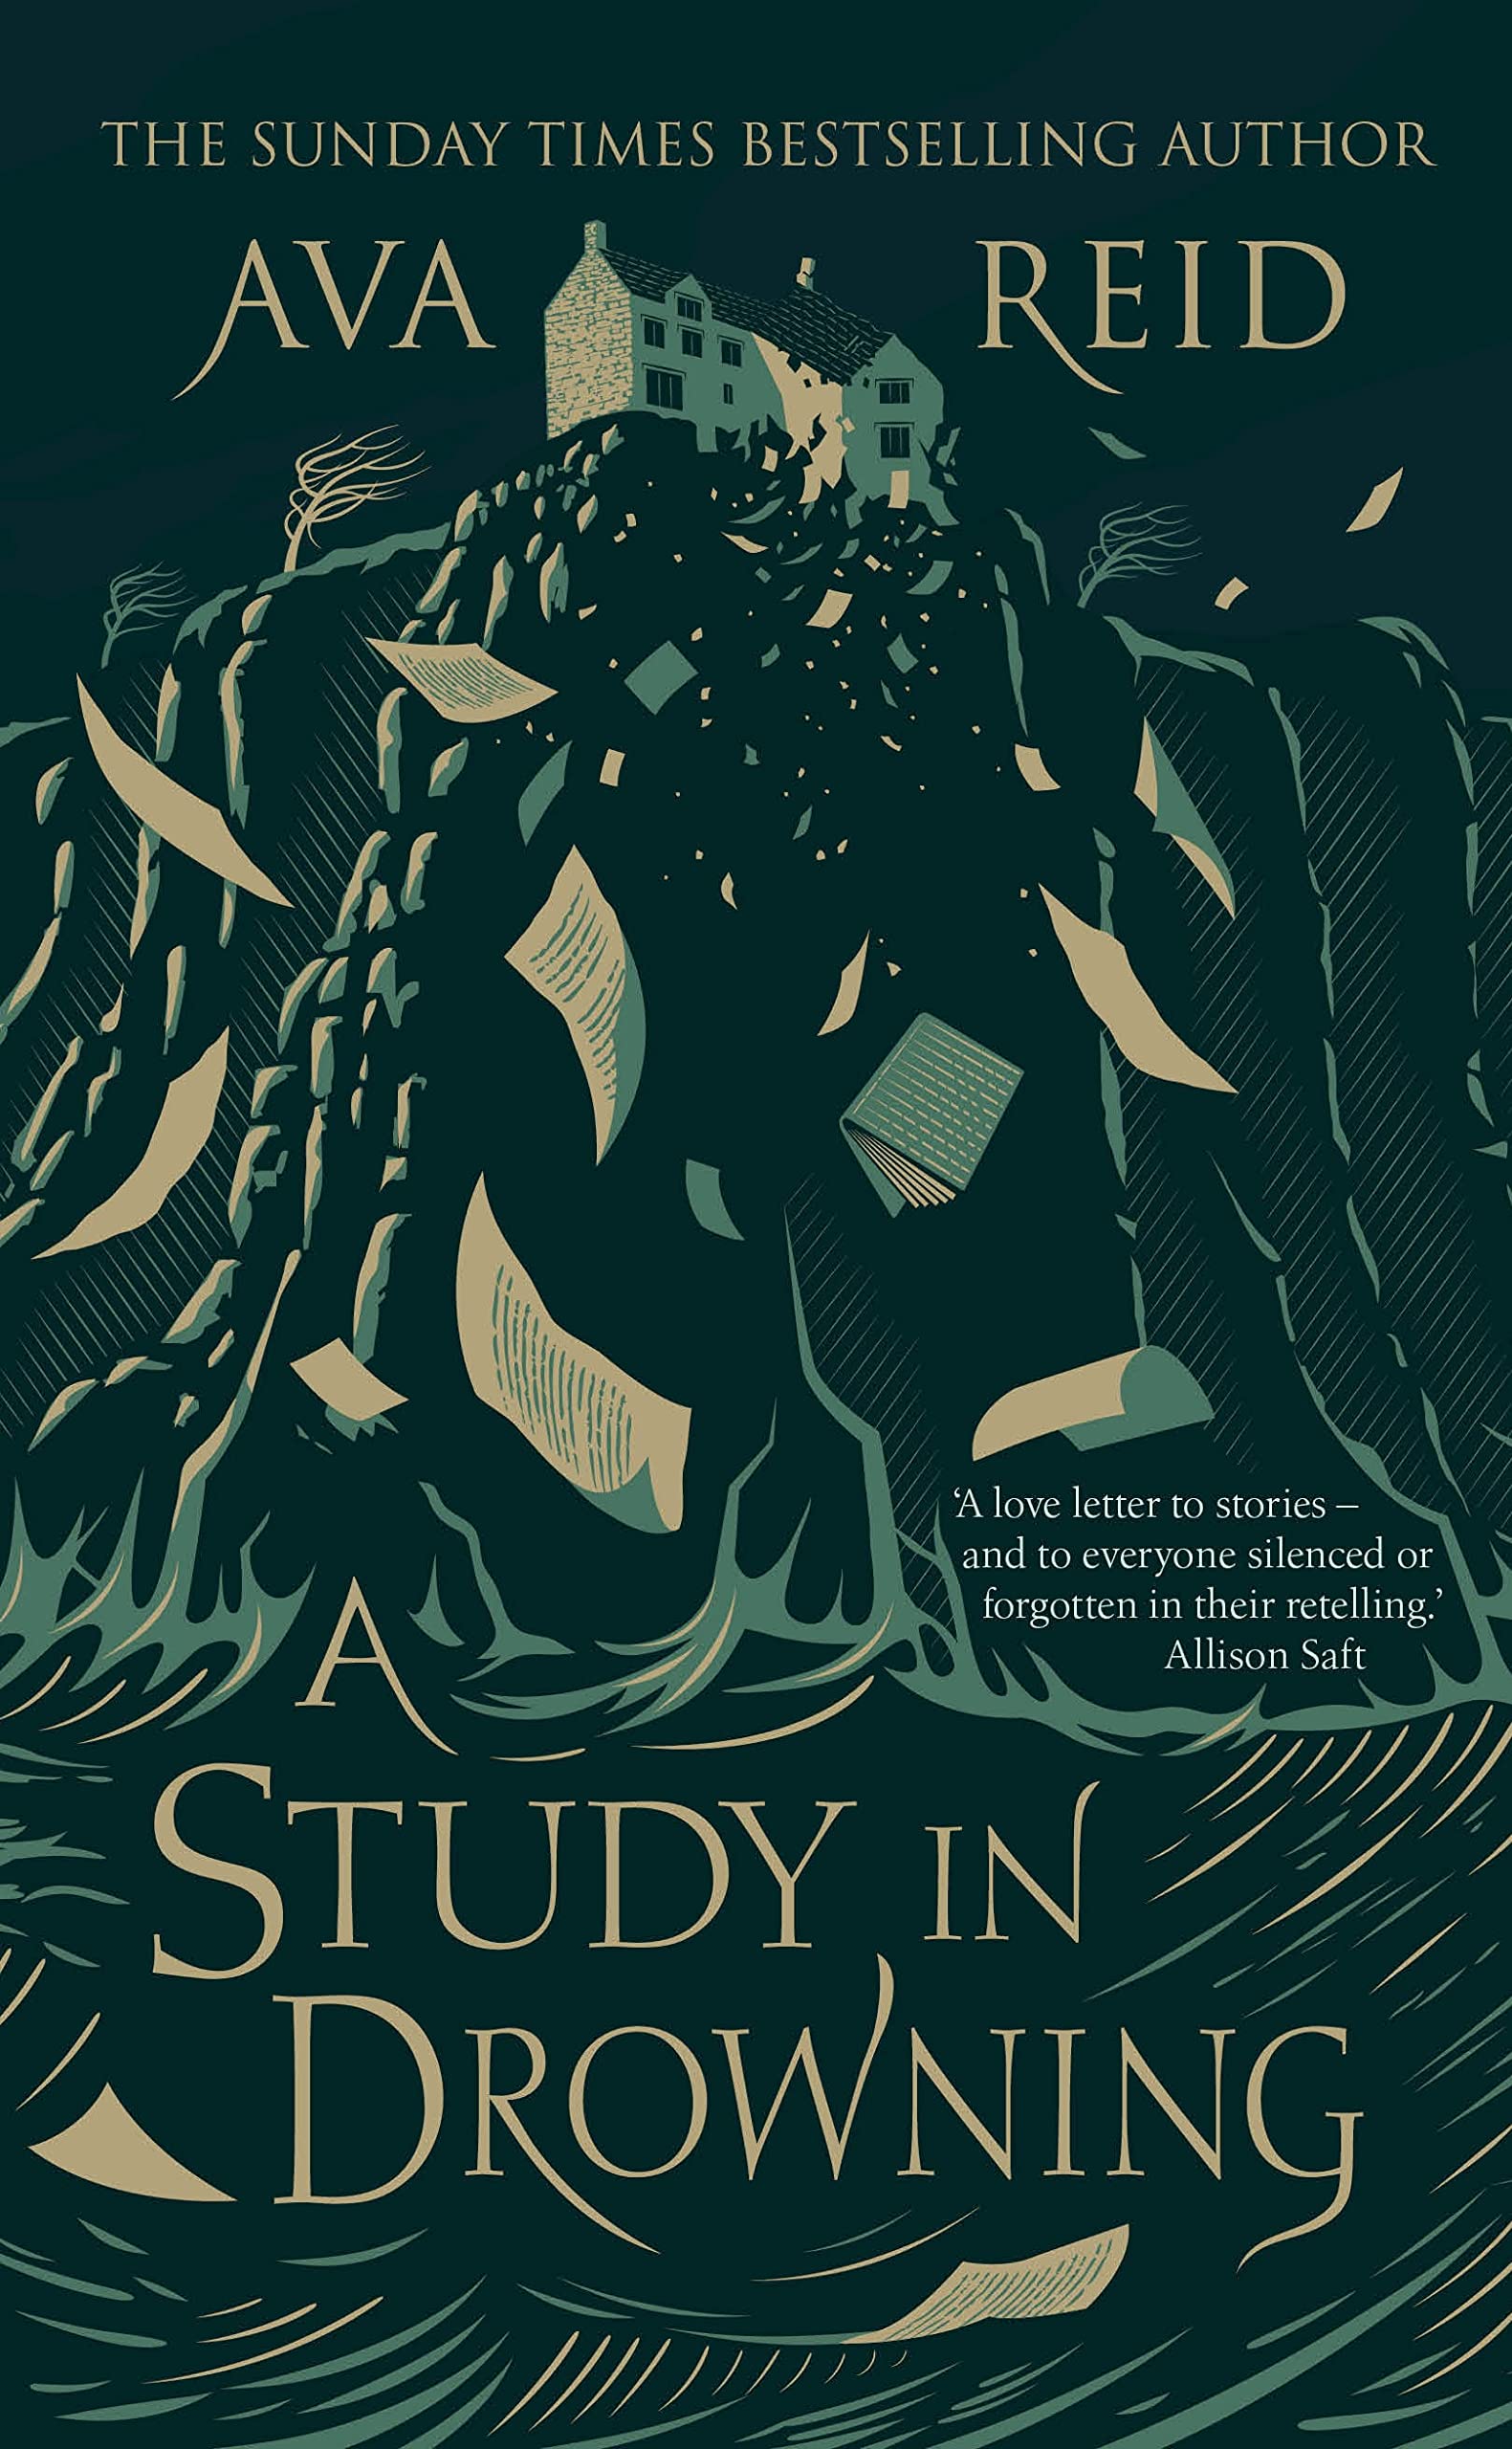 THE SUNDAY TIMES BESTSELLING AUTHOR
AVA REID
‘A love letter to stories –
and to everyone silenced or
forgotten in their retelling.’
Allison Saft
A
STUDY IN
DROWNING